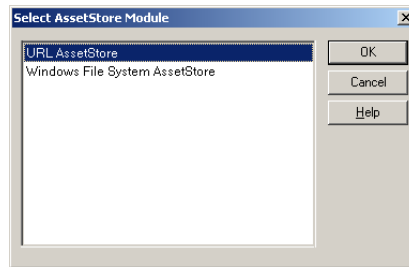 Select AssetStore Module
URL AssetStore
Windows File System AssetStore
OK
Cancel
Help